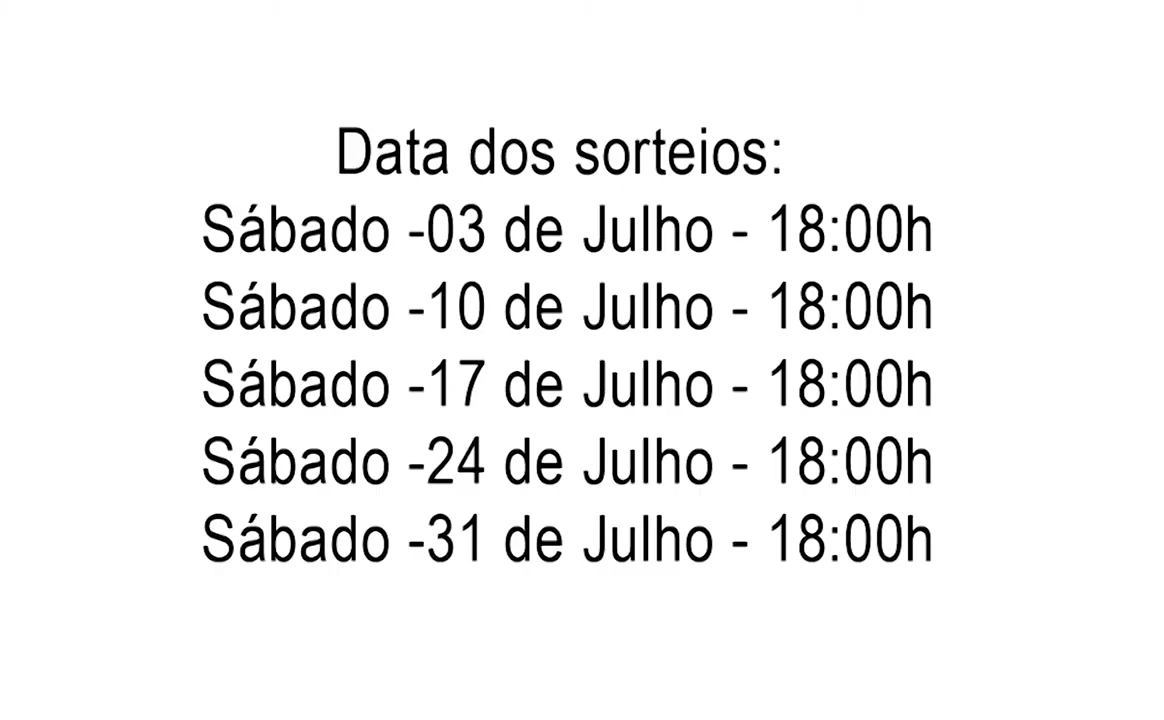 Data dos sorteios:
Sábado -03 de Julho - 18:00h
Sábado -10 de Julho - 18:00h
Sábado -17 de Julho - 18:00h
Sábado -24 de Julho - 18:00h
Sábado -31 de Julho - 18:00h